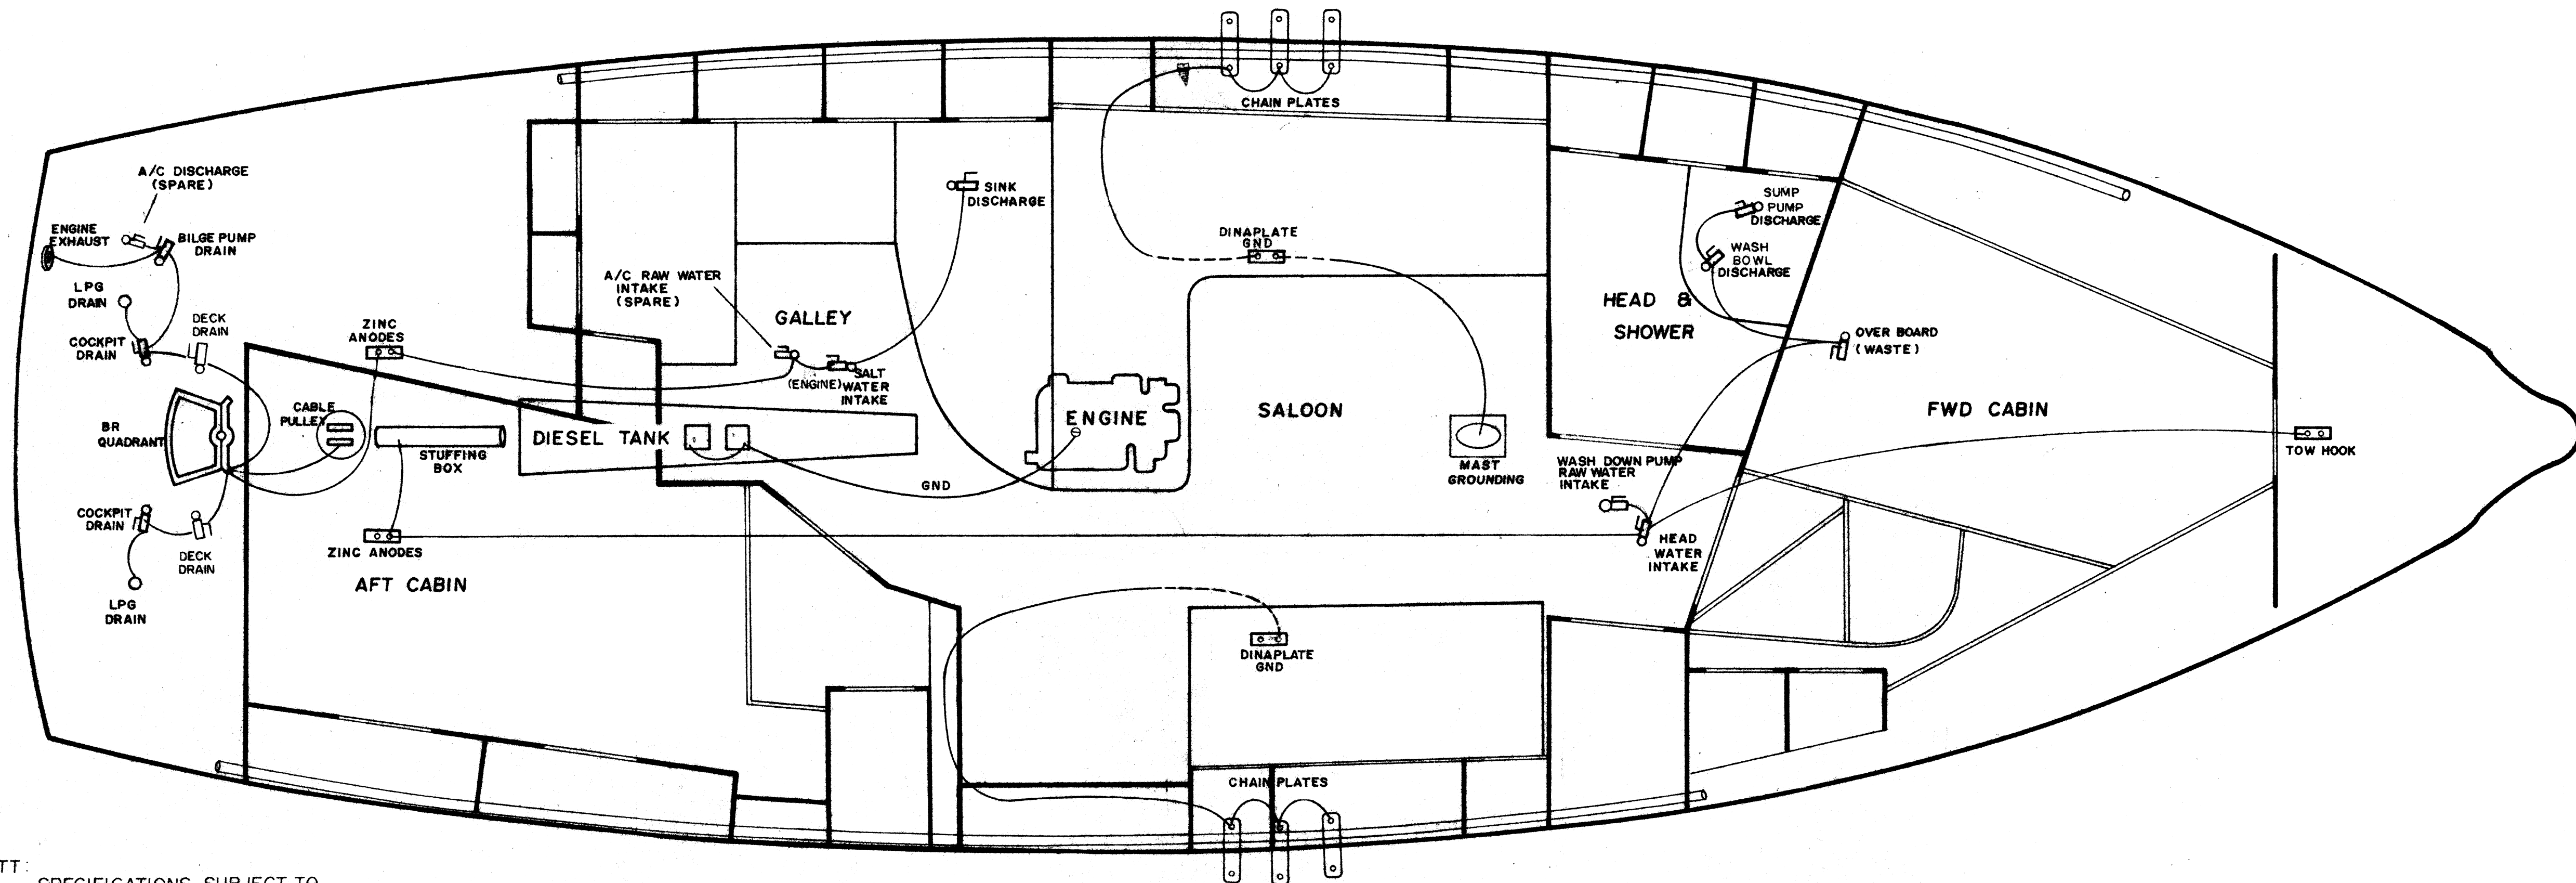 CHAIN PLATES
A/C DISCHARGE
(SPARE)
ENGINE
EXHAUST
BILGE PUMP
DRAIN
LPG
DRAIN
DECK
DRAIN
COCKPIT
DRAIN
BR
QUADRANT
COCKPIT
DRAIN
DECK
DRAIN
LPG
DRAIN
ZINC
ANODES
CABLE
PULLEY
STUFFING
BOX
ZINC ANODES
AFT CABIN
DIESEL TANK
A/C RAW WATER
INTAKE
(SPARE)
GALLEY
SINK
DISCHARGE
(ENGINE)
SALT
WATER
INTAKE
GND
ENGINE
DINAPLATE
GND
SALOON
MAST
GROUNDING
DINAPLATE
GND
CHAIN PLATES
SUMP
PUMP
DISCHARGE
WASH
BOWL
DISCHARGE
HEAD &
SHOWER
OVER BOARD
(WASTE)
WASH DOWN PUMP
RAW WATER
INTAKE
HEAD
WATER
INTAKE
FWD CABIN
TOW HOOK
TT:
SPECIFICATIONS SUBJECT TO